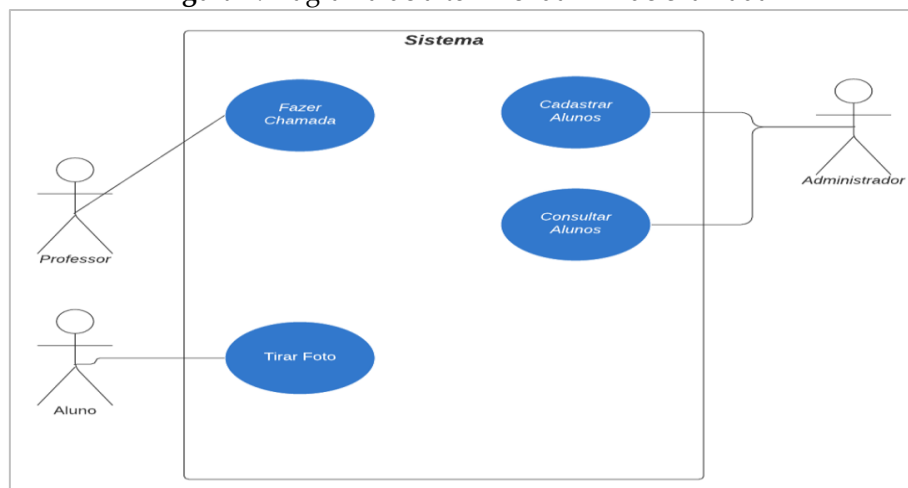 Sistema
Fazer
Chamada
Cadastrar
Alunos
Administrador
Consultar
Alunos
Professor
Tirar Foto
Aluno